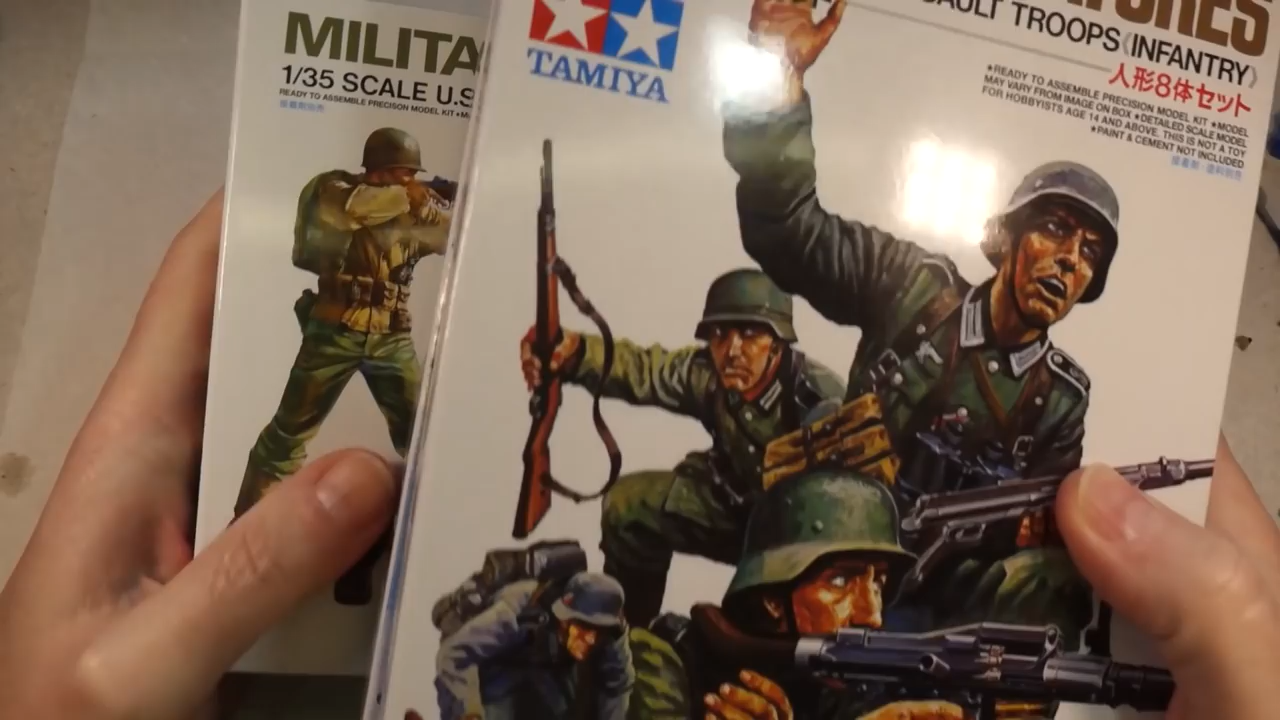 MILITA
1/35 SCALE U.S
READY TO ASSEMBLE PRECISION MODEL KIT ★M
接着剤別売
TAMIYA
TURES
SAULT TROOPS《INFANTRY》
人形8体セット
★READY TO ASSEMBLE PRECISION MODEL KIT ★MODEL
MAY VARY FROM IMAGE ON BOX ★DETAILED SCALE MODEL
FOR HOBBYISTS AGE 14 AND ABOVE. THIS IS NOT A TOY
★PAINT & CEMENT NOT INCLUDED
接着剤・塗料別売